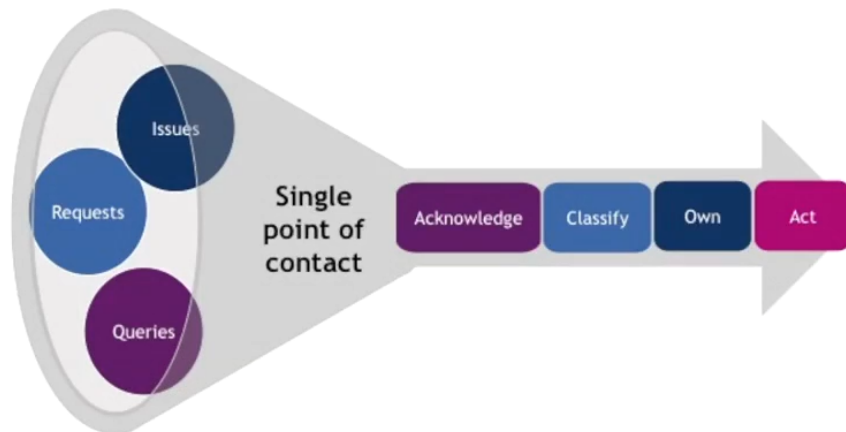 Issues
Requests
Queries
Single
point of
contact
Acknowledge
Classify
Own
Act